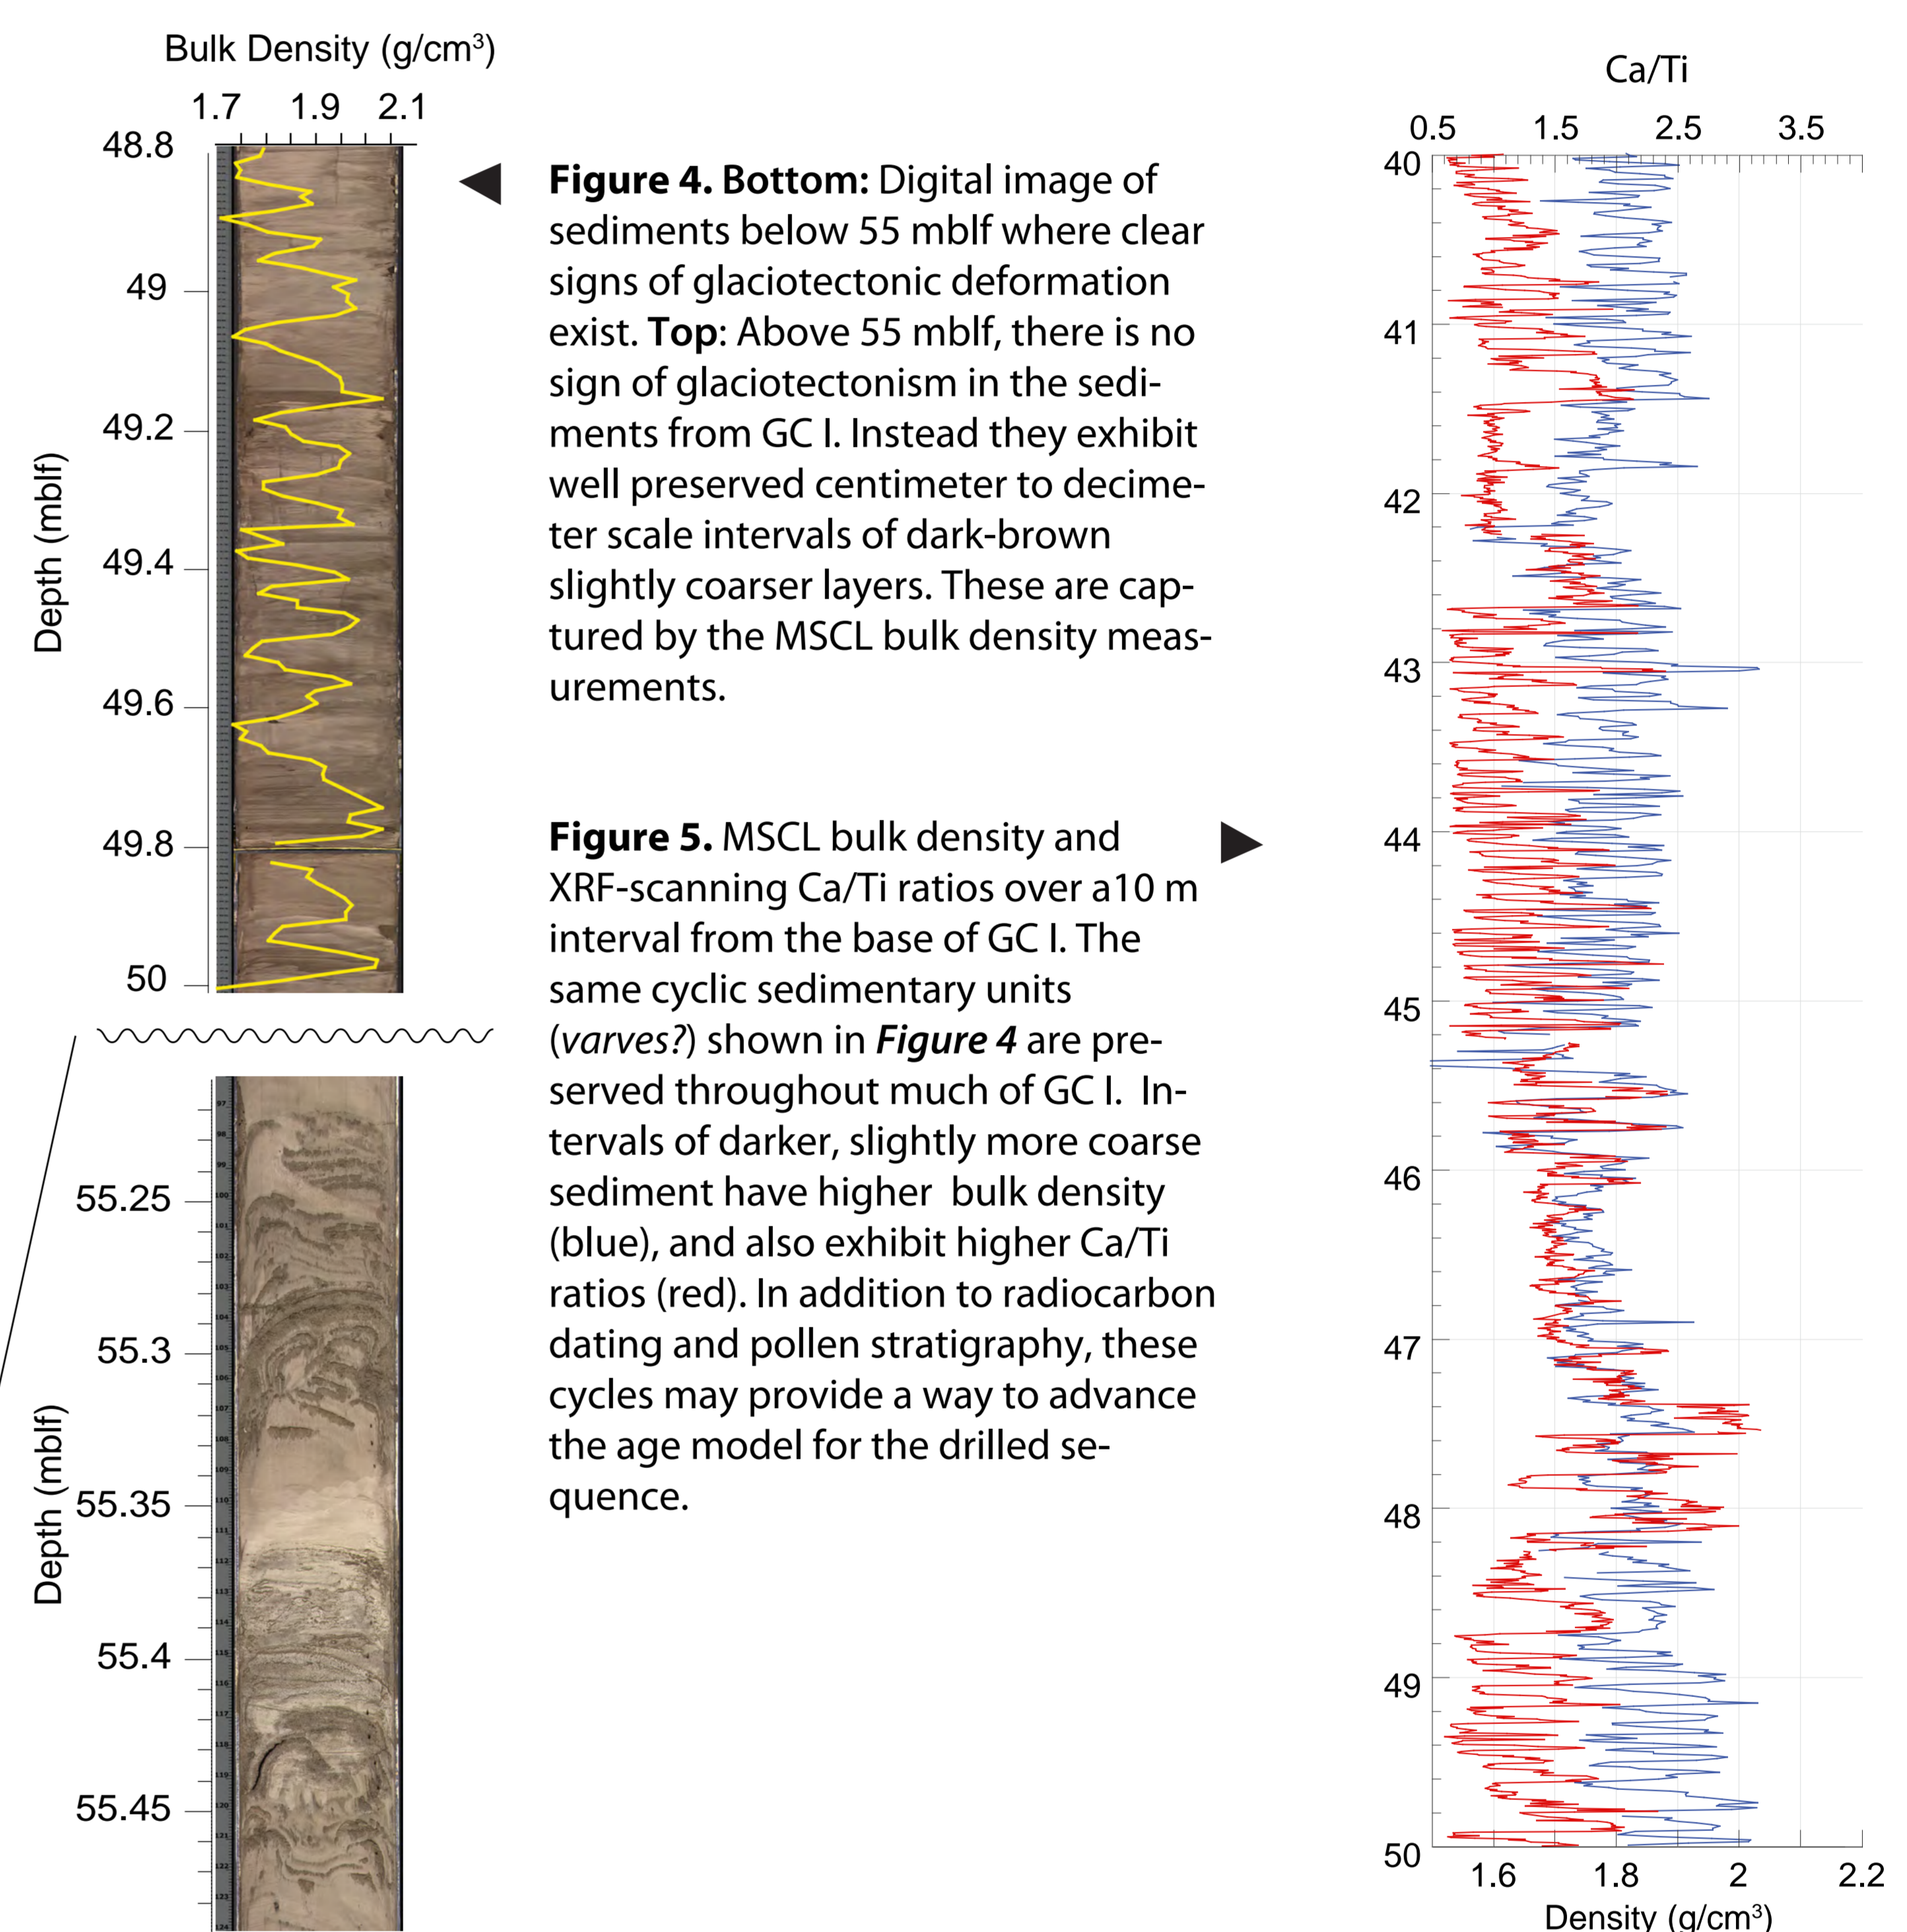 Bulk Density (g/cm³)
1.7 1.9 2.1
48.8
49
49.2
49.4
49.6
49.8
50
Depth (mblf)
55.25
55.3
55.35
55.4
55.45
Depth (mblf)
Figure 4. Bottom: Digital image of
sediments below 55 mblf where clear
signs of glaciotectonic deformation
exist. Top: Above 55 mblf, there is no
sign of glaciotectonism in the sedi-
ments from GC I. Instead they exhibit
well preserved centimeter to decime-
ter scale intervals of dark-brown
slightly coarser layers. These are cap-
tured by the MSCL bulk density meas-
urements.
Figure 5. MSCL bulk density and
XRF-scanning Ca/Ti ratios over a10 m
interval from the base of GC I. The
same cyclic sedimentary units
(varves?) shown in Figure 4 are pre-
served throughout much of GC I. In-
tervals of darker, slightly more coarse
sediment have higher bulk density
(blue), and also exhibit higher Ca/Ti
ratios (red). In addition to radiocarbon
dating and pollen stratigraphy, these
cycles may provide a way to advance
the age model for the drilled se-
quence.
Ca/Ti
0.5 1.5 2.5 3.5
40
41
42
43
44
45
46
47
48
49
50
1.6 1.8 2 2.2
Density (g/cm³)